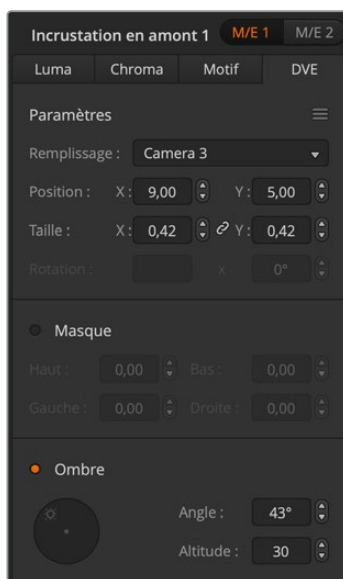 Incrustation en amont 1 M/E 1 M/E 2
Luma Chroma Motif DVE
Paramètres
Remplissage : Camera 3
Position : X : 9,00 Y : 5,00
Taille : X : 0,42 Y : 0,42
Rotation : x 0°
Masque
Haut : 0,00 Bas : 0,00
Gauche : 0,00 Droite : 0,00
Ombre
Angle : 43°
Altitude : 30